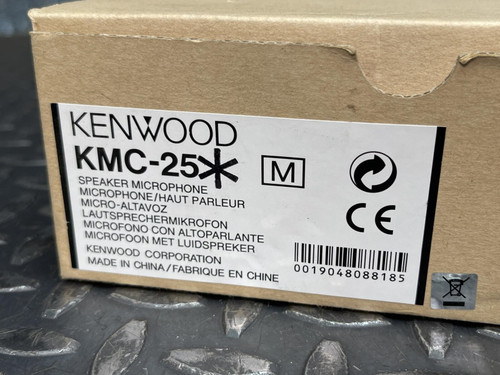 KENWOOD
KMC-25* M
SPEAKER MICROPHONE
MICROPHONE/HAUT PARLEUR
MICRO-ALTAVOZ
LAUTSPRECHERMIKROFON
MICROFONO CON ALTOPARLANTE
MICROFOON MET LUIDSPREKER
KENWOOD CORPORATION
MADE IN CHINA/FABRIQUE EN CHINE
CE
0019048088185